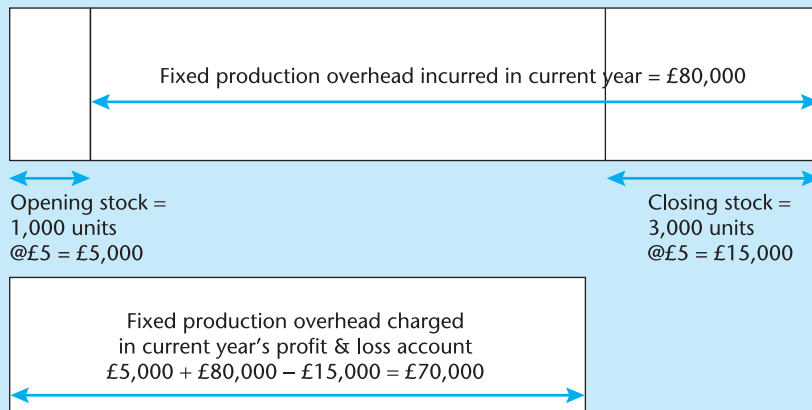 Fixed production overhead incurred in current year = £80,000
Opening stock =
1,000 units
@£5 = £5,000
Closing stock =
3,000 units
@£5 = £15,000
Fixed production overhead charged
in current year’s profit & loss account
£5,000 + £80,000 – £15,000 = £70,000